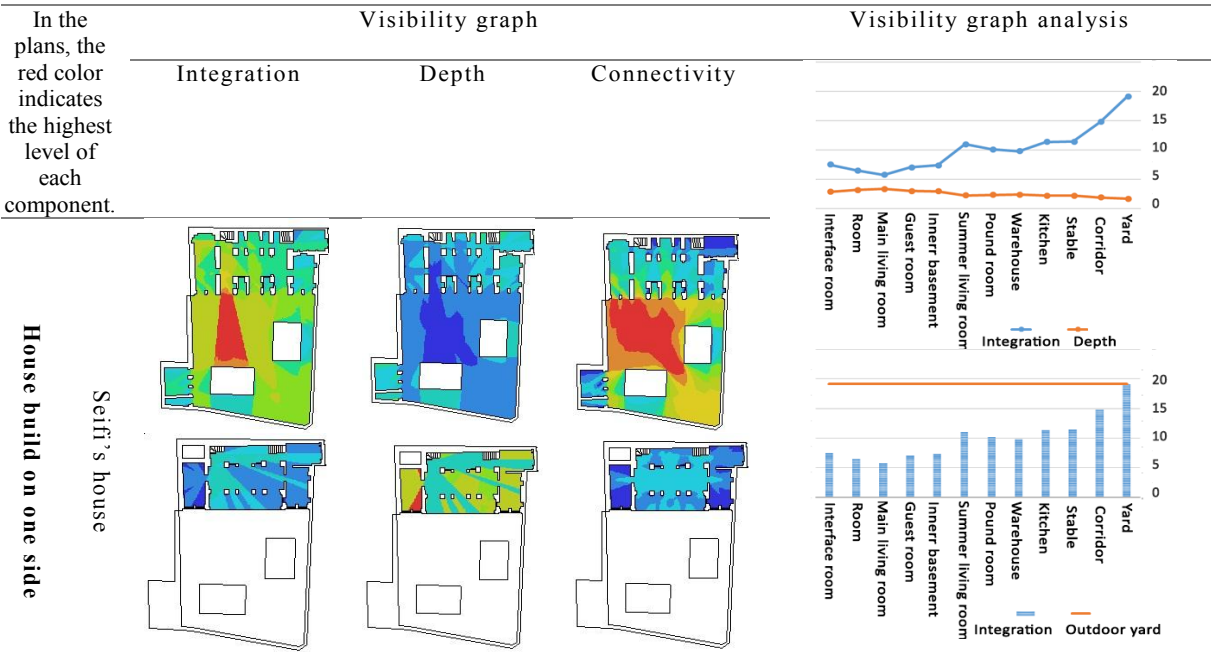 In the
plans, the
red color
indicates
the highest
level of
each
component.
Visibility graph
Visibility graph analysis
Integration
Depth
Connectivity
House build on one side
Seifi's house
20
15
10
5
0
Interface room
Room
Main living room
Guest room
Innerr basement
Summer living room
Pound room
Warehouse
Kitchen
Stable
Corridor
Yard
Integration
Depth
20
15
10
5
0
Interface room
Room
Main living room
Guest room
Innerr basement
Summer living room
Pound room
Warehouse
Kitchen
Stable
Corridor
Yard
Integration
Outdoor yard